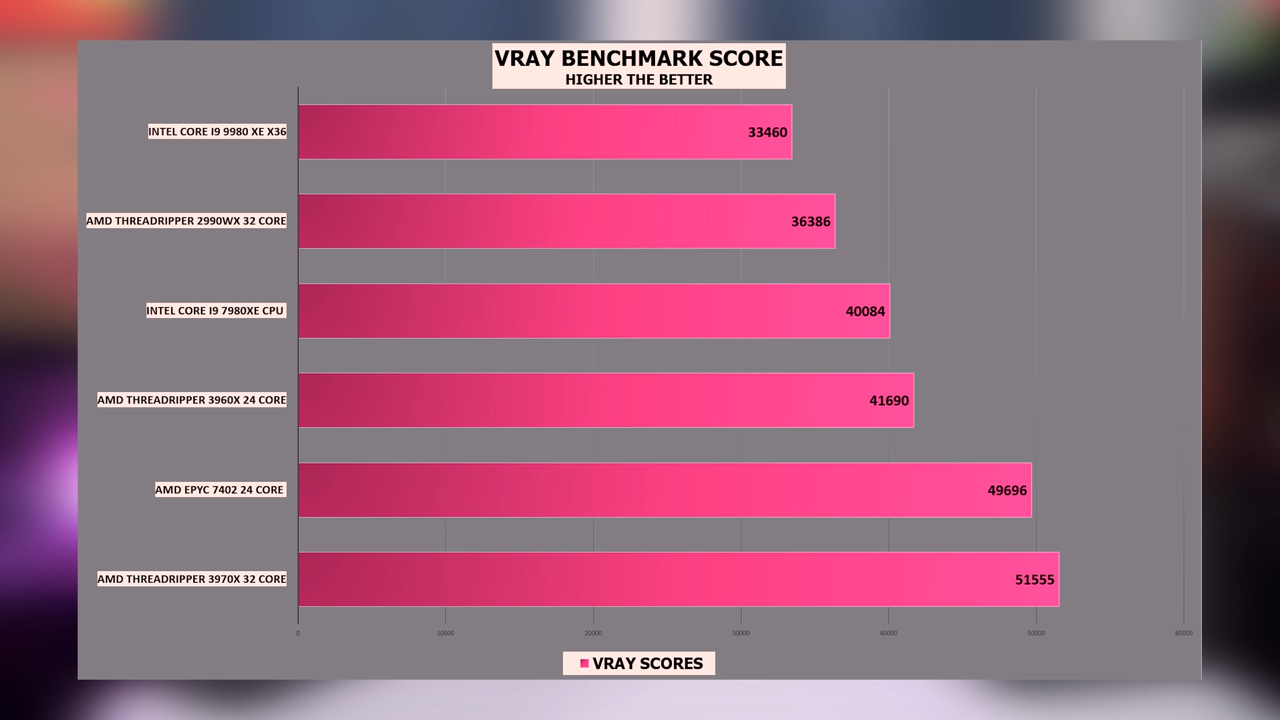 VRAY BENCHMARK SCORE
HIGHER THE BETTER
INTEL CORE I9 9980 XE X36
33460
AMD THREADRIPPER 2990WX 32 CORE
36386
INTEL CORE I9 7980XE CPU
40084
AMD THREADRIPPER 3960X 24 CORE
41690
AMD EPYC 7402 24 CORE
49696
AMD THREADRIPPER 3970X 32 CORE
51555
0 10000 20000 30000 40000 50000 60000
VRAY SCORES